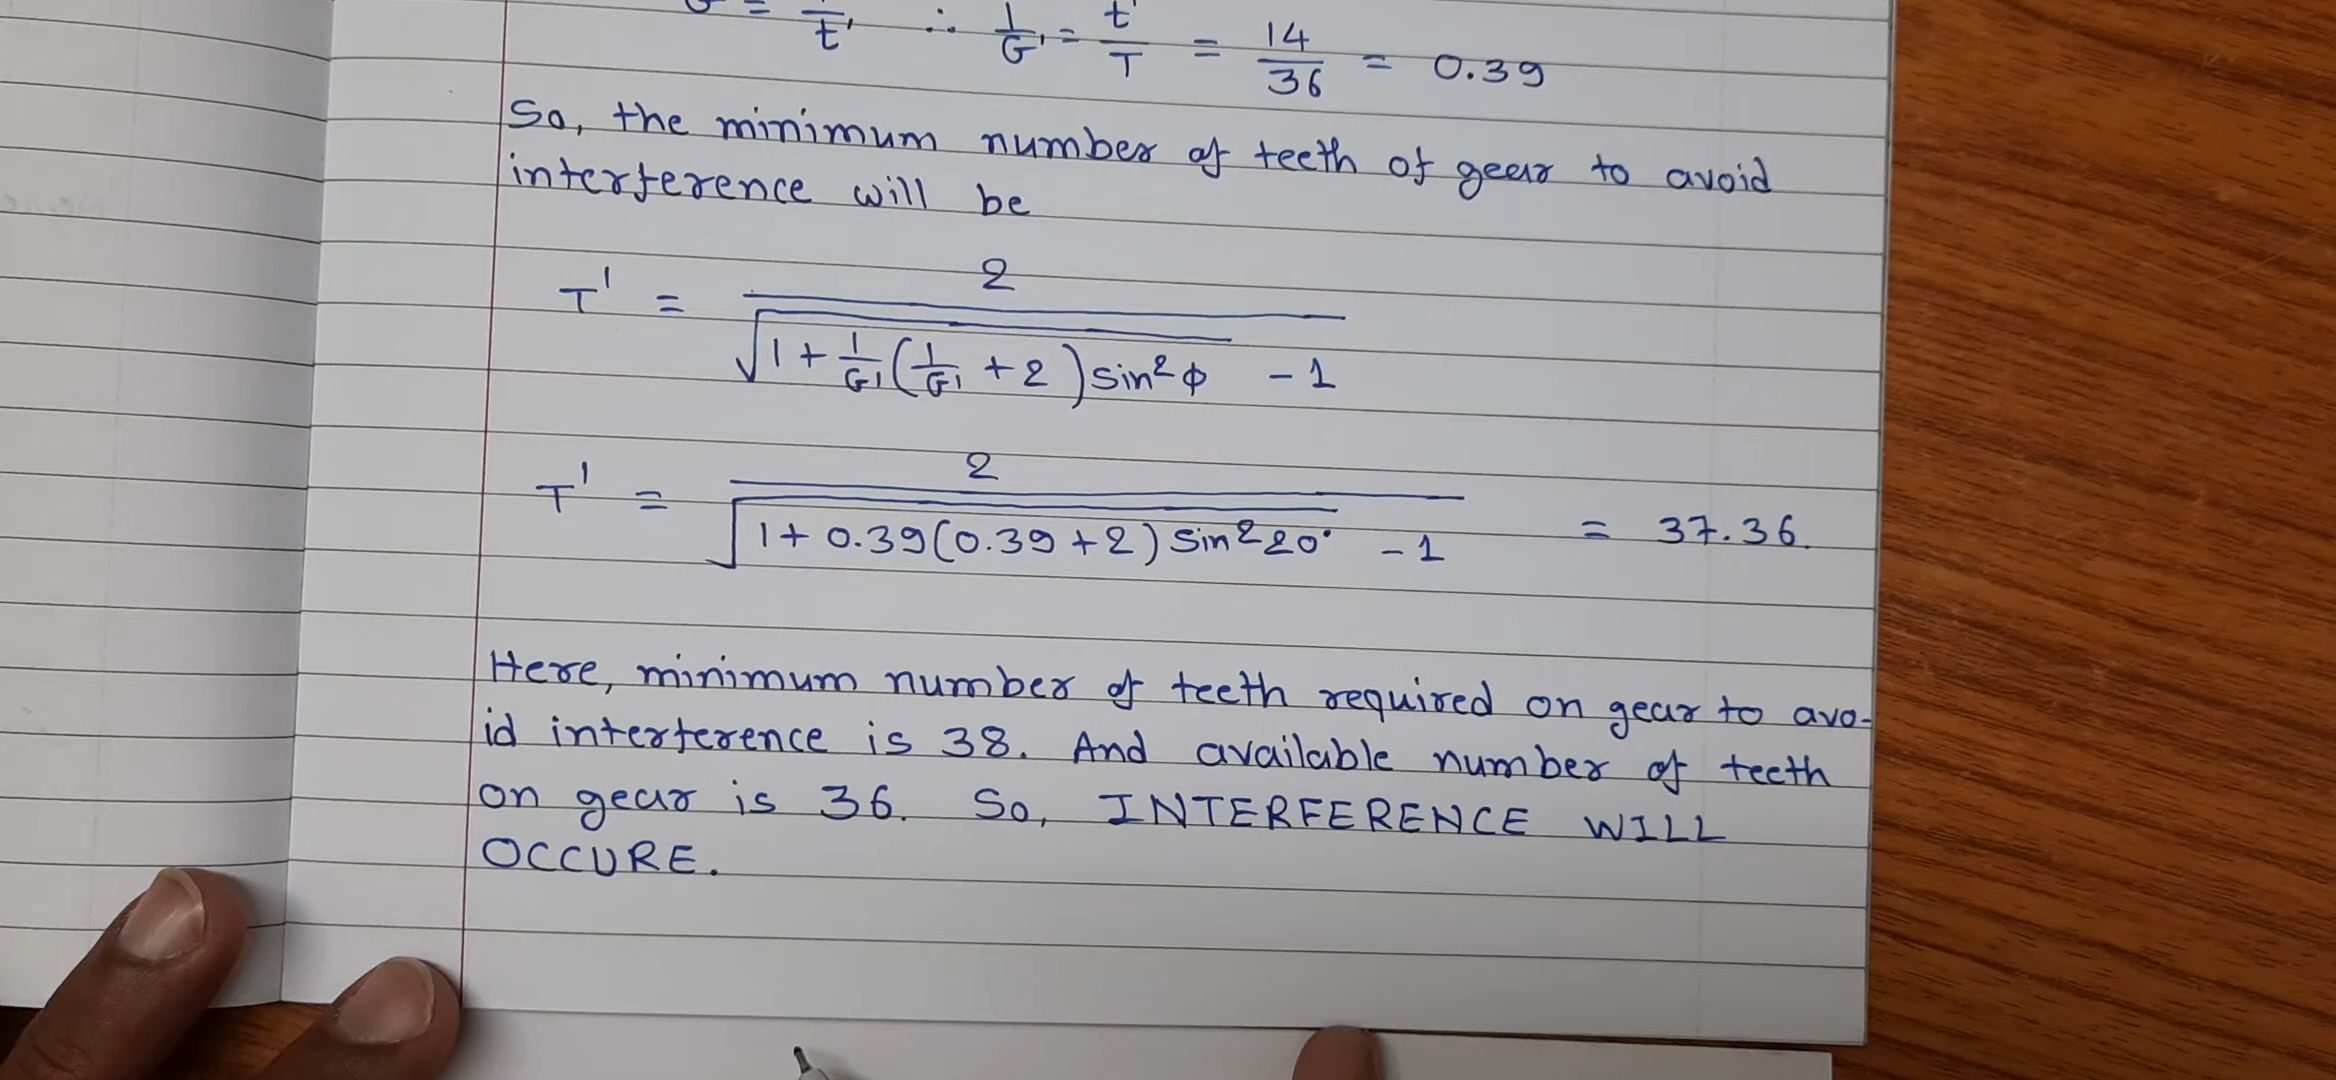 G = T/t, ∴ 1/G' = t/T = 14/36 = 0.39
So, the minimum number of teeth of gear to avoid
interference will be
T' = 2/(√(1 + 1/G'(1/G' + 2)sin²ϕ) - 1)
T' = 2/(√(1 + 0.39(0.39 + 2) sin²20°) - 1) = 37.36.
Here, minimum number of teeth required on gear to avo-
id interference is 38. And available number of teeth
on gear is 36. So, INTERFERENCE WILL
OCCURE.